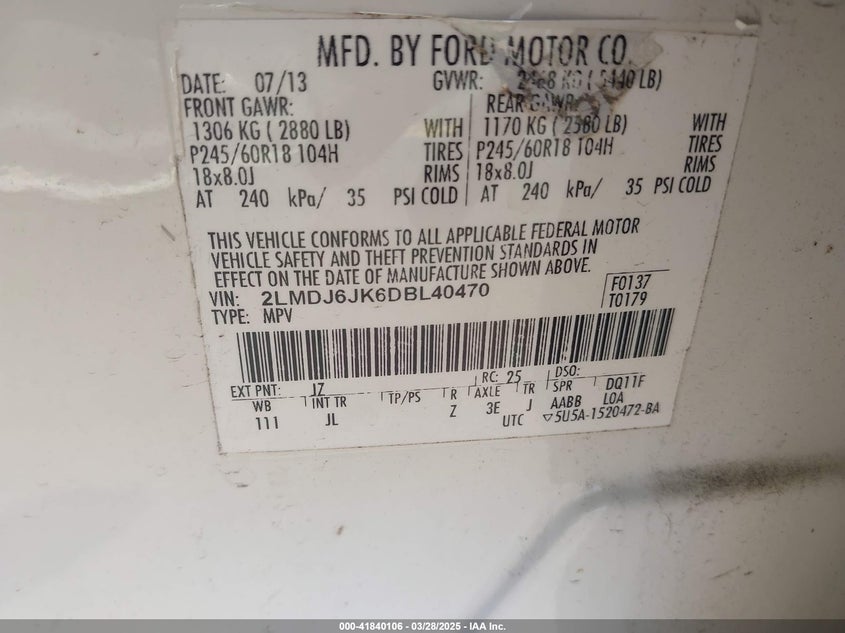 MFD. BY FORD MOTOR CO.
DATE: 07/13 GVWR: KG ( 5440 LB)
FRONT GAWR: REAR GAWR:
1306 KG ( 2880 LB) WITH 1170 KG ( 2580 LB) WITH
P245/60R18 104H TIRES P245/60R18 104H TIRES
18x8.0J RIMS 18x8.0J RIMS
AT 240 kPa/ 35 PSI COLD AT 240 kPa/ 35 PSI COLD
THIS VEHICLE CONFORMS TO ALL APPLICABLE FEDERAL MOTOR
VEHICLE SAFETY AND THEFT PREVENTION STANDARDS IN
EFFECT ON THE DATE OF MANUFACTURE SHOWN ABOVE.
VIN: 2LMDJ6JK6DBL40470 F0137
TYPE: MPV T0179
EXT PNT: JZ RC: 25 DSO:
WB INT TR TP/PS R AXLE TR SPR DQ11F
111 JL Z 3E J AABB LOA
UTC ▽5U5A-1520472-BA
000-41840106 — 03/28/2025 — IAA Inc.